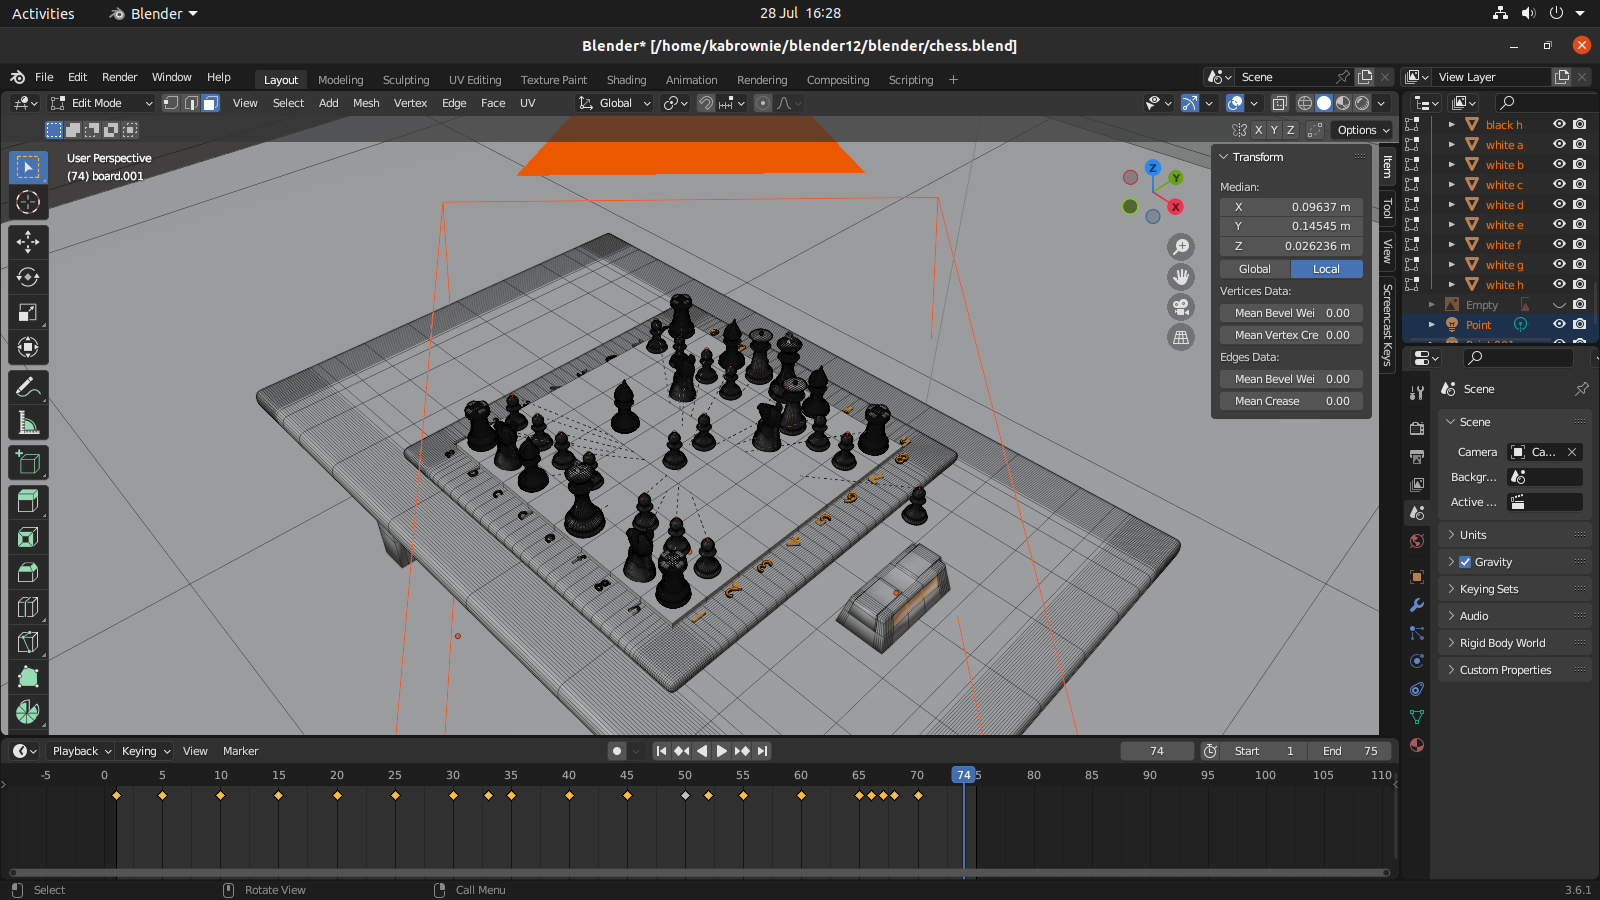 Activities
Blender
28 Jul 16:28
Blender* [/home/kabrownie/blender12/blender/chess.blend]
File Edit Render Window Help
Layout Modeling Sculpting UV Editing Texture Paint Shading Animation Rendering Compositing Scripting +
Scene
View Layer
Edit Mode
View Select Add Mesh Vertex Edge Face UV
Global
X Y Z
Options
User Perspective
(74) board.001
Z
Y
X
Transform
Median:
X 0.09637 m
Y 0.14545 m
Z 0.026236 m
Global Local
Vertices Data:
Mean Bevel Wei 0.00
Mean Vertex Cre 0.00
Edges Data:
Mean Bevel Wei 0.00
Mean Crease 0.00
Item
Tool
View
Screencast Keys
black h
white a
white b
white c
white d
white e
white f
white g
white h
Empty
Point
Scene
Scene
Camera Ca...
Backgr...
Active ...
Units
Gravity
Keying Sets
Audio
Rigid Body World
Custom Properties
Playback Keying View Marker
74
Start 1
End 75
-5 0 5 10 15 20 25 30 35 40 45 50 55 60 65 70 74 5 80 85 90 95 100 105 110
Select
Rotate View
Call Menu
3.6.1